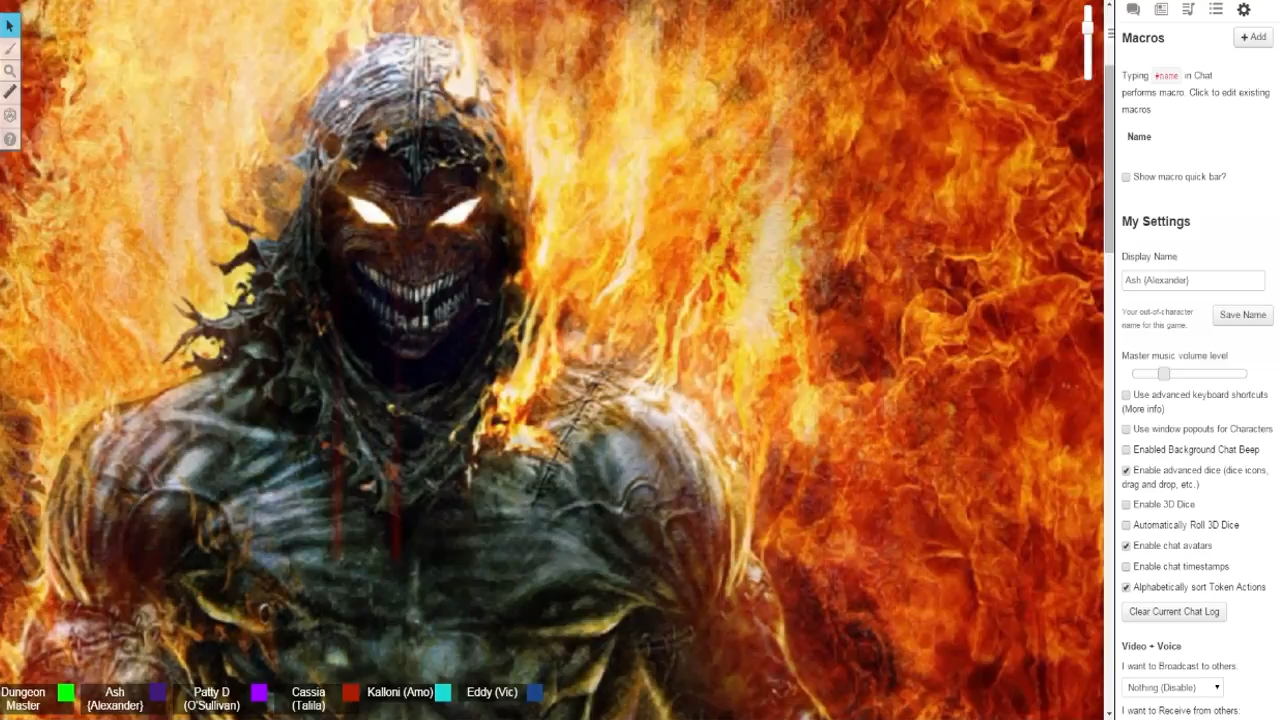 Macros
+ Add
Typing #name in Chat
performs macro. Click to edit existing
macros
Name
Show macro quick bar?
My Settings
Display Name
Ash {Alexander}
Your out-of-character
name for this game.
Save Name
Master music volume level
Use advanced keyboard shortcuts
(More info)
Use window popouts for Characters
Enabled Background Chat Beep
Enable advanced dice (dice icons,
drag and drop, etc.)
Enable 3D Dice
Automatically Roll 3D Dice
Enable chat avatars
Enable chat timestamps
Alphabetically sort Token Actions
Clear Current Chat Log
Video + Voice
I want to Broadcast to others:
Nothing (Disable)
I want to Receive from others:
Dungeon
Master
Ash
{Alexander}
Patty D
(O'Sullivan)
Cassia
(Talila)
Kalloni (Amo)
Eddy (Vic)